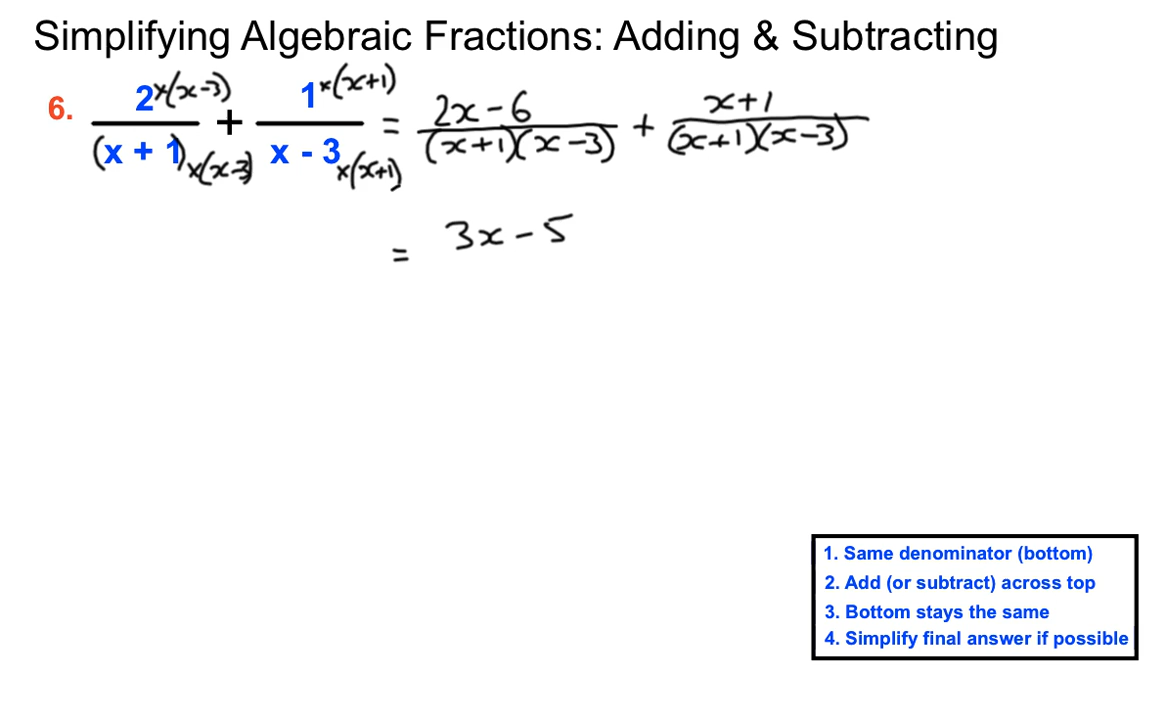 Simplifying Algebraic Fractions: Adding & Subtracting
6. 2×(x-3)/(x + 1)×(x-3) + 1×(x+1)/x - 3×(x+1) = 2x-6/(x+1)(x-3) + x+1/(x+1)(x-3)
= 3x-5
1. Same denominator (bottom)
2. Add (or subtract) across top
3. Bottom stays the same
4. Simplify final answer if possible